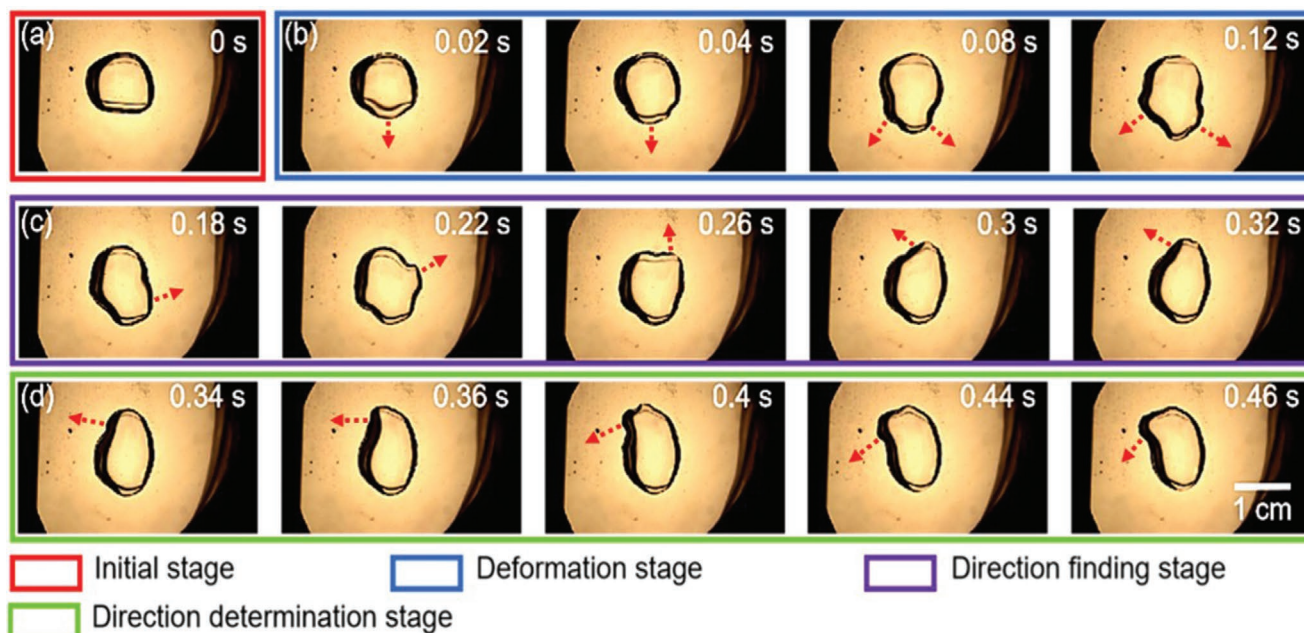 (a) 0 s (b) 0.02 s 0.04 s 0.08 s 0.12 s
(c) 0.18 s 0.22 s 0.26 s 0.3 s 0.32 s
(d) 0.34 s 0.36 s 0.4 s 0.44 s 0.46 s
1 cm
Initial stage Deformation stage Direction finding stage
Direction determination stage